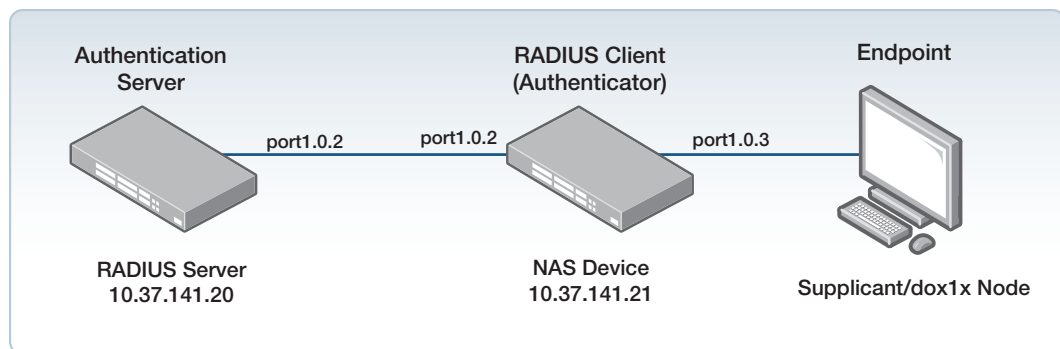 Authentication
Server
RADIUS Client
(Authenticator)
Endpoint
port1.0.2
port1.0.2
port1.0.3
RADIUS Server
10.37.141.20
NAS Device
10.37.141.21
Supplicant/dox1x Node